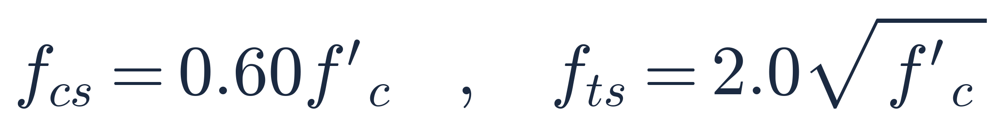 f_{cs} = 0.60 f'_c , f_{ts} = 2.0 \sqrt{f'_c}